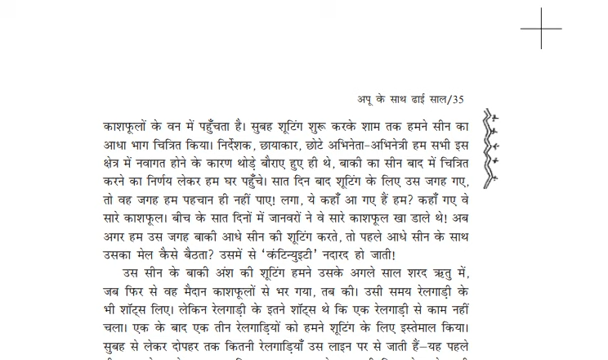 अपू के साथ ढाई साल/35
काशफूलों के वन में पहुँचता है। सुबह शूटिंग शुरू करके शाम तक हमने सीन का
आधा भाग चित्रित किया। निर्देशक, छायाकार, छोटे अभिनेता-अभिनेत्री हम सभी इस
क्षेत्र में नवागत होने के कारण थोड़े बौराए हुए ही थे, बाकी का सीन बाद में चित्रित
करने का निर्णय लेकर हम घर पहुँचे। सात दिन बाद शूटिंग के लिए उस जगह गए,
तो वह जगह हम पहचान ही नहीं पाए! लगा, ये कहाँ आ गए हैं हम? कहाँ गए वे
सारे काशफूल। बीच के सात दिनों में जानवरों ने वे सारे काशफूल खा डाले थे! अब
अगर हम उस जगह बाकी आधे सीन की शूटिंग करते, तो पहले आधे सीन के साथ
उसका मेल कैसे बैठता? उसमें से ‘कंटिन्युइटी’ नदारद हो जाती!
उस सीन के बाकी अंश की शूटिंग हमने उसके अगले साल शरद ऋतु में,
जब फिर से वह मैदान काशफूलों से भर गया, तब की। उसी समय रेलगाड़ी के
भी शॉट्स लिए। लेकिन रेलगाड़ी के इतने शॉट्स थे कि एक रेलगाड़ी से काम नहीं
चला। एक के बाद एक तीन रेलगाड़ियों को हमने शूटिंग के लिए इस्तेमाल किया।
सुबह से लेकर दोपहर तक कितनी रेलगाड़ियाँ उस लाइन पर से जाती हैं–यह पहले